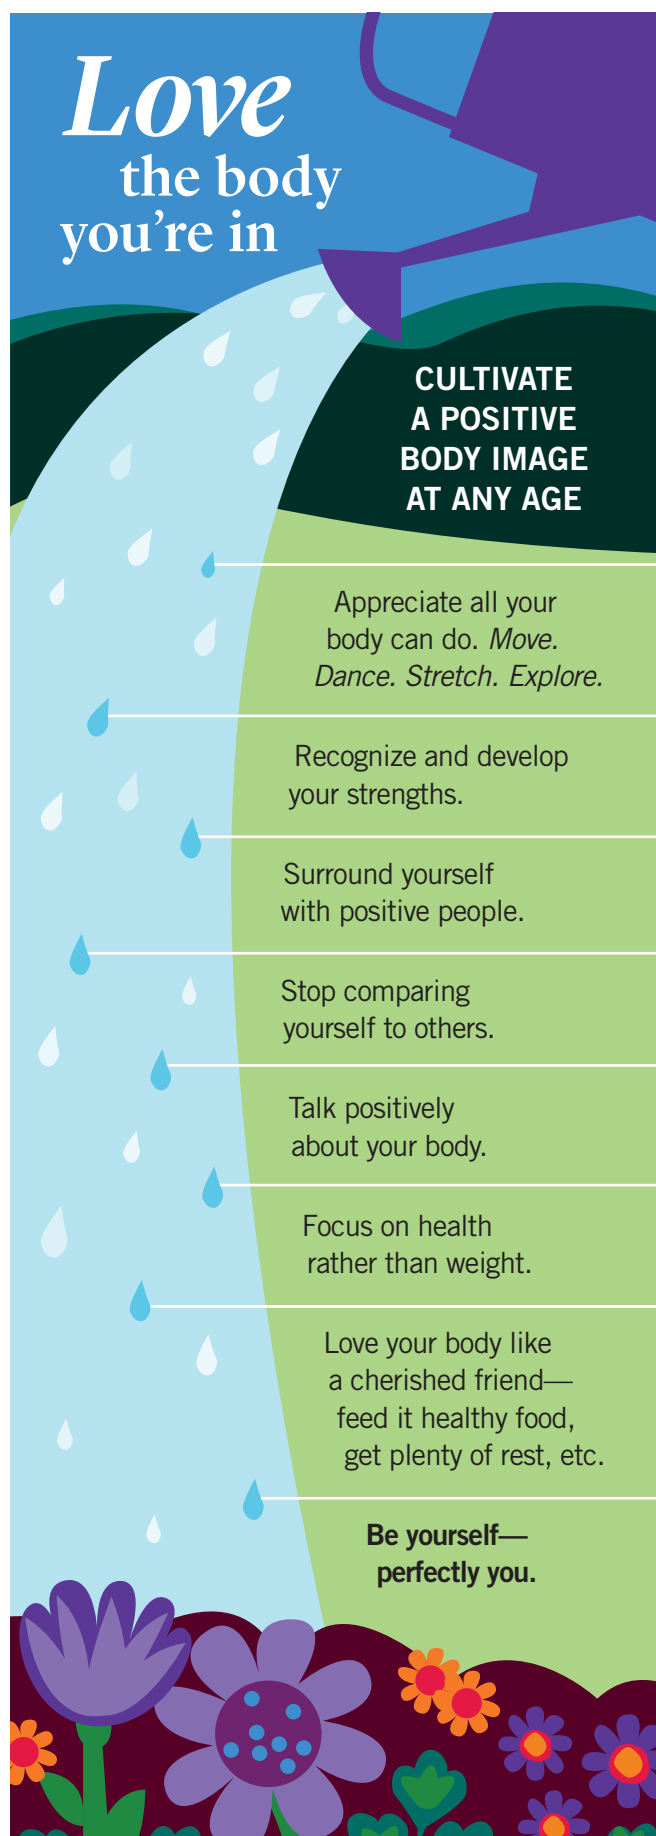 Love
the body
you’re in
CULTIVATE
A POSITIVE
BODY IMAGE
AT ANY AGE
Appreciate all your
body can do. Move.
Dance. Stretch. Explore.
Recognize and develop
your strengths.
Surround yourself
with positive people.
Stop comparing
yourself to others.
Talk positively
about your body.
Focus on health
rather than weight.
Love your body like
a cherished friend—
feed it healthy food,
get plenty of rest, etc.
Be yourself—
perfectly you.